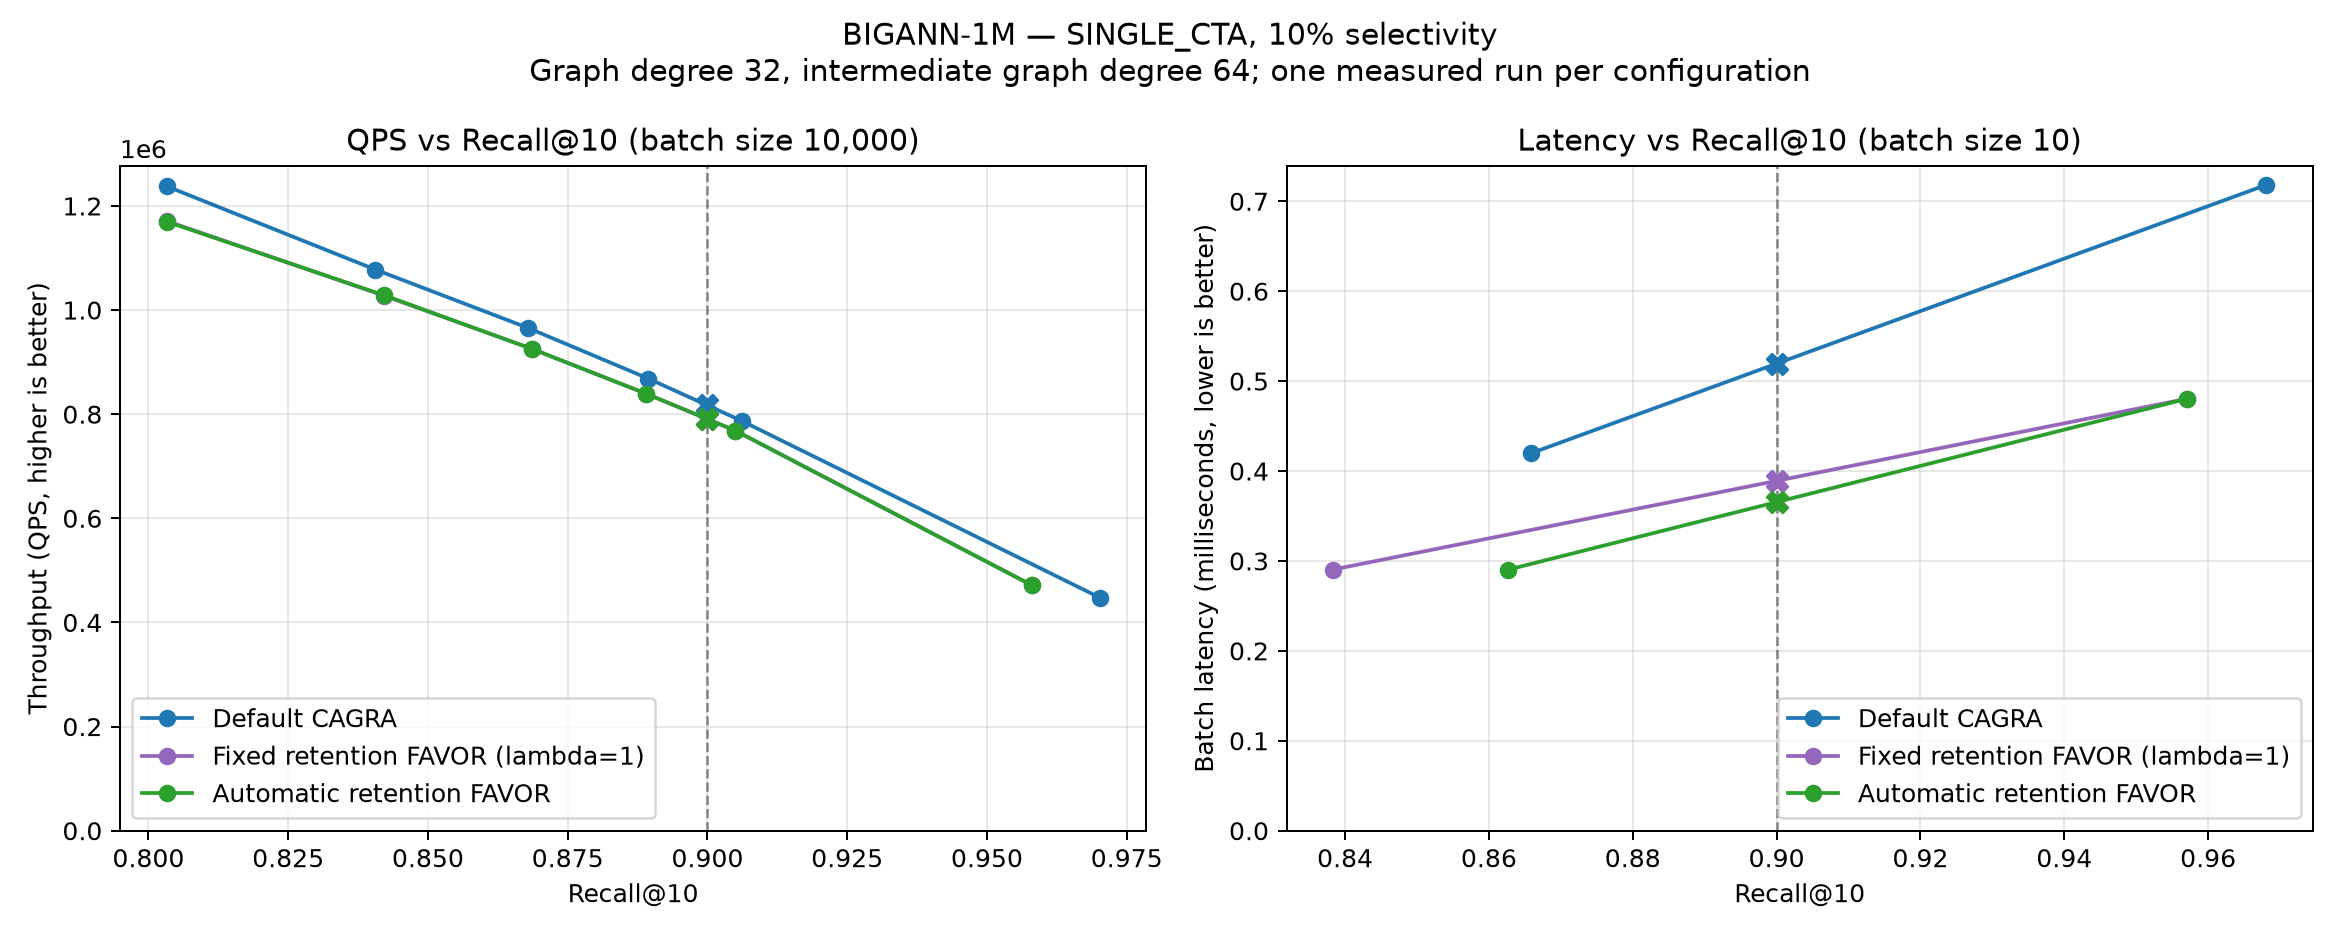 BIGANN-1M — SINGLE_CTA, 10% selectivity
Graph degree 32, intermediate graph degree 64; one measured run per configuration
QPS vs Recall@10 (batch size 10,000)
1e6
Throughput (QPS, higher is better)
1.2
1.0
0.8
0.6
0.4
0.2
0.0
Default CAGRA
Fixed retention FAVOR (lambda=1)
Automatic retention FAVOR
0.800 0.825 0.850 0.875 0.900 0.925 0.950 0.975
Recall@10
Latency vs Recall@10 (batch size 10)
Batch latency (milliseconds, lower is better)
0.7
0.6
0.5
0.4
0.3
0.2
0.1
0.0
Default CAGRA
Fixed retention FAVOR (lambda=1)
Automatic retention FAVOR
0.84 0.86 0.88 0.90 0.92 0.94 0.96
Recall@10